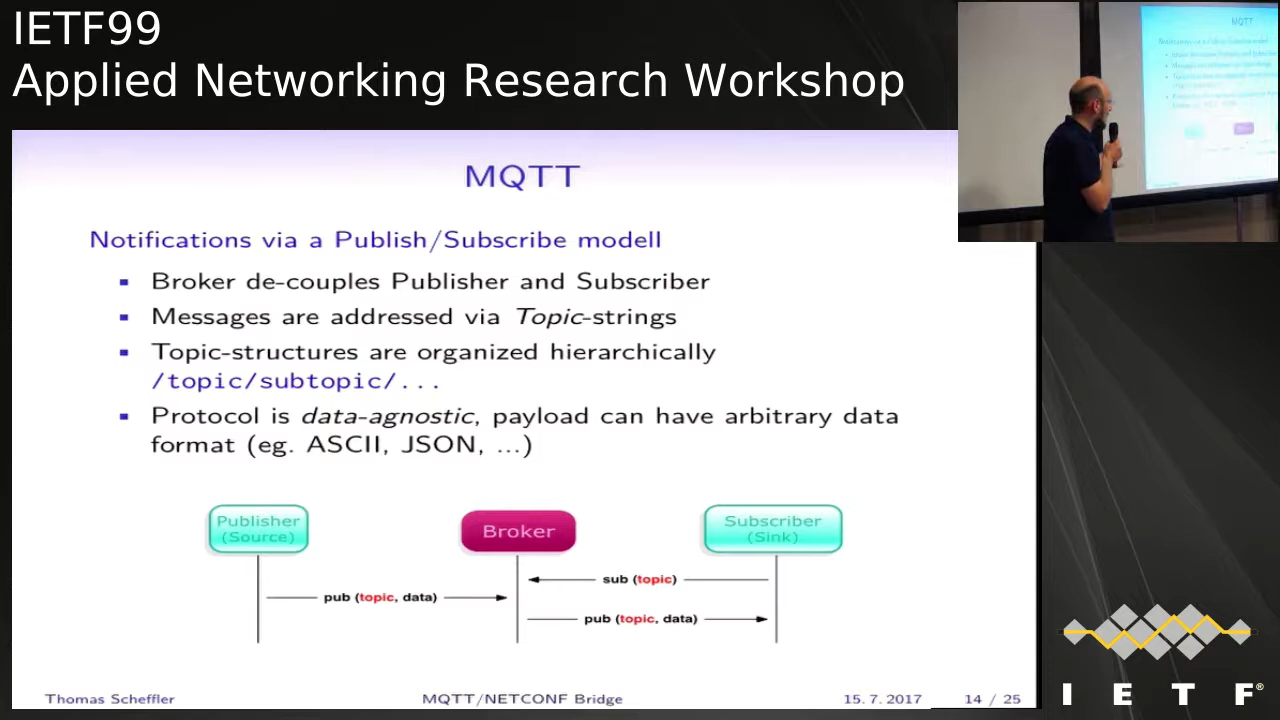 IETF99
Applied Networking Research Workshop
MQTT
Notifications via a Publish/Subscribe modell
Broker de-couples Publisher and Subscriber
Messages are addressed via Topic-strings
Topic-structures are organized hierarchically
/topic/subtopic/...
Protocol is data-agnostic, payload can have arbitrary data
format (eg. ASCII, JSON, ...)
Publisher
(Source)
Broker
Subscriber
(Sink)
sub (topic)
pub (topic, data)
pub (topic, data)
Thomas Scheffler MQTT/NETCONF Bridge 15.7.2017 14 / 25
MQTT
I E T F®